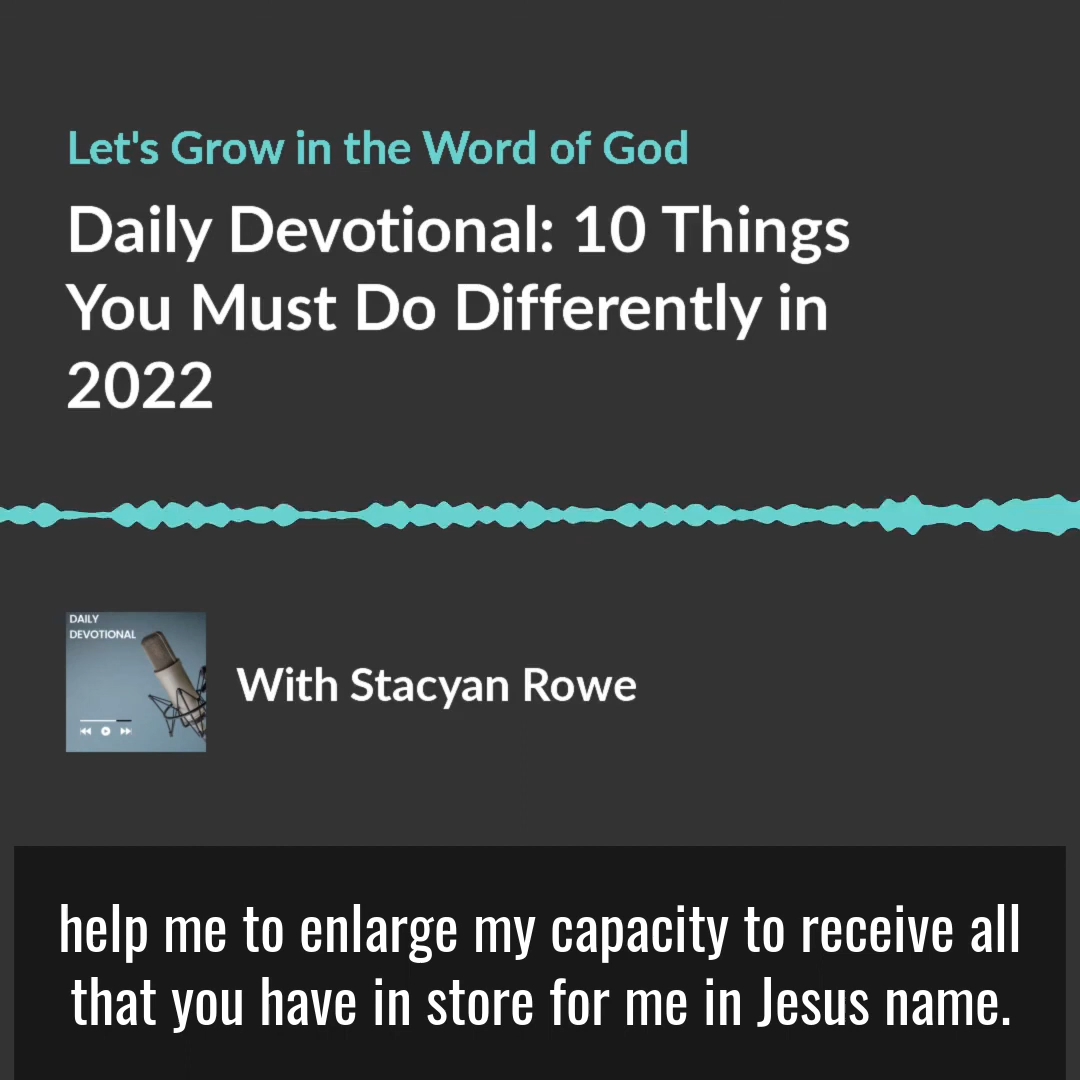 Let's Grow in the Word of God
Daily Devotional: 10 Things
You Must Do Differently in
2022
DAILY
DEVOTIONAL
With Stacyan Rowe
help me to enlarge my capacity to receive all
that you have in store for me in Jesus name.